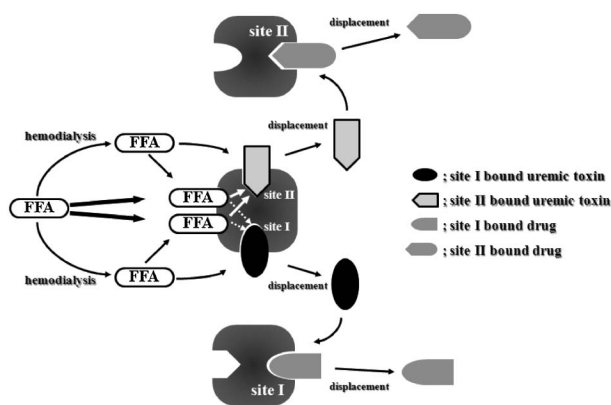 site II
displacement
hemodialysis
FFA
displacement
FFA
site II
FFA
FFA
site I
FFA
hemodialysis
displacement
site I
displacement
; site I bound uremic toxin
; site II bound uremic toxin
; site I bound drug
; site II bound drug